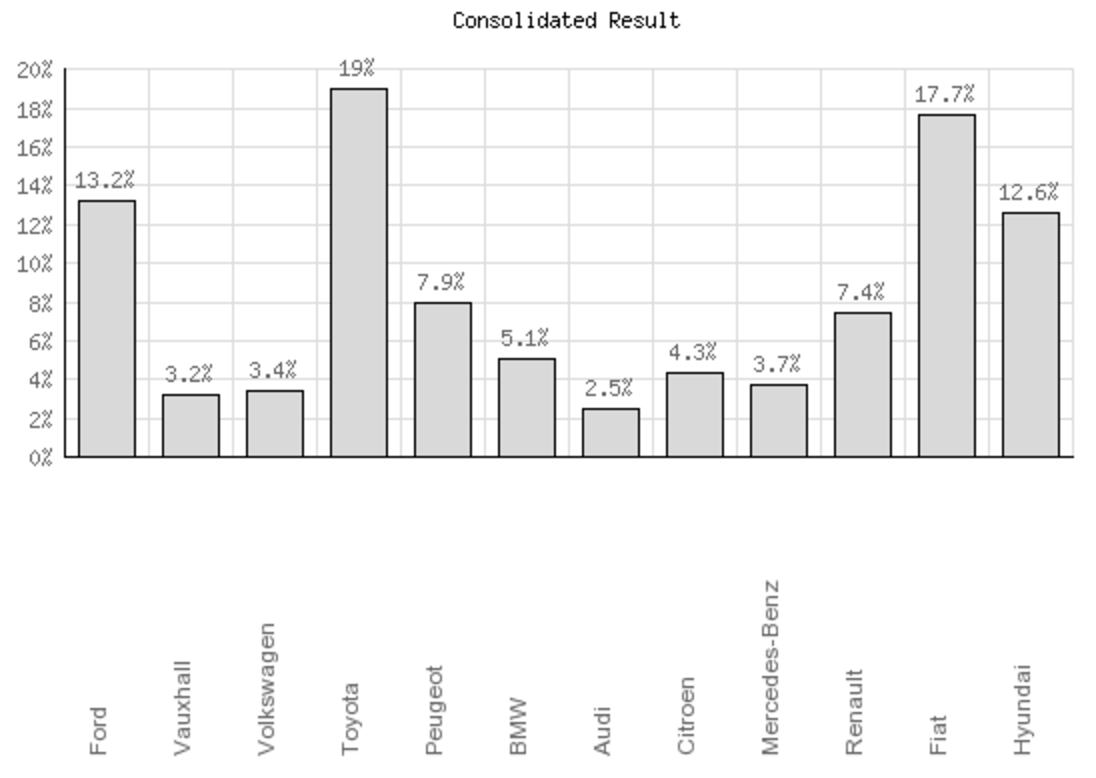 Consolidated Result
20%
18%
16%
14%
12%
10%
8%
6%
4%
2%
0%
13.2%
3.2%
3.4%
19%
7.9%
5.1%
2.5%
4.3%
3.7%
7.4%
17.7%
12.6%
Ford
Vauxhall
Volkswagen
Toyota
Peugeot
BMW
Audi
Citroen
Mercedes-Benz
Renault
Fiat
Hyundai